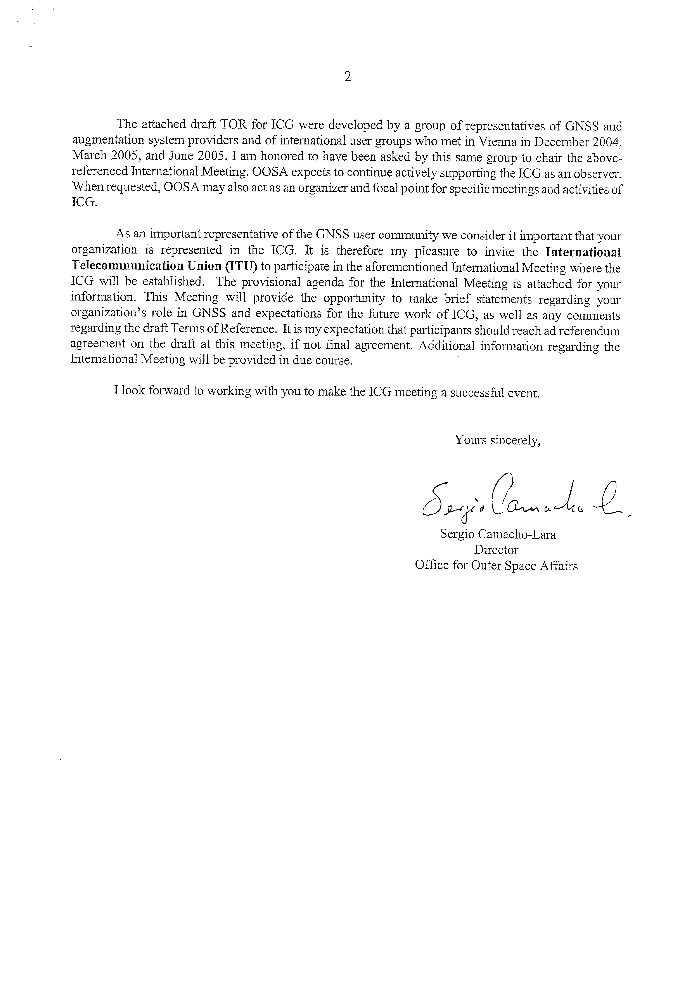 2
The attached draft TOR for ICG were developed by a group of representatives of GNSS and
augmentation system providers and of international user groups who met in Vienna in December 2004,
March 2005, and June 2005. I am honored to have been asked by this same group to chair the above-
referenced International Meeting. OOSA expects to continue actively supporting the ICG as an observer.
When requested, OOSA may also act as an organizer and focal point for specific meetings and activities of
ICG.
As an important representative of the GNSS user community we consider it important that your
organization is represented in the ICG. It is therefore my pleasure to invite the International
Telecommunication Union (ITU) to participate in the aforementioned International Meeting where the
ICG will be established. The provisional agenda for the International Meeting is attached for your
information. This Meeting will provide the opportunity to make brief statements regarding your
organization's role in GNSS and expectations for the future work of ICG, as well as any comments
regarding the draft Terms of Reference. It is my expectation that participants should reach ad referendum
agreement on the draft at this meeting, if not final agreement. Additional information regarding the
International Meeting will be provided in due course.
I look forward to working with you to make the ICG meeting a successful event.
Yours sincerely,
Sergio Camacho L.
Sergio Camacho-Lara
Director
Office for Outer Space Affairs